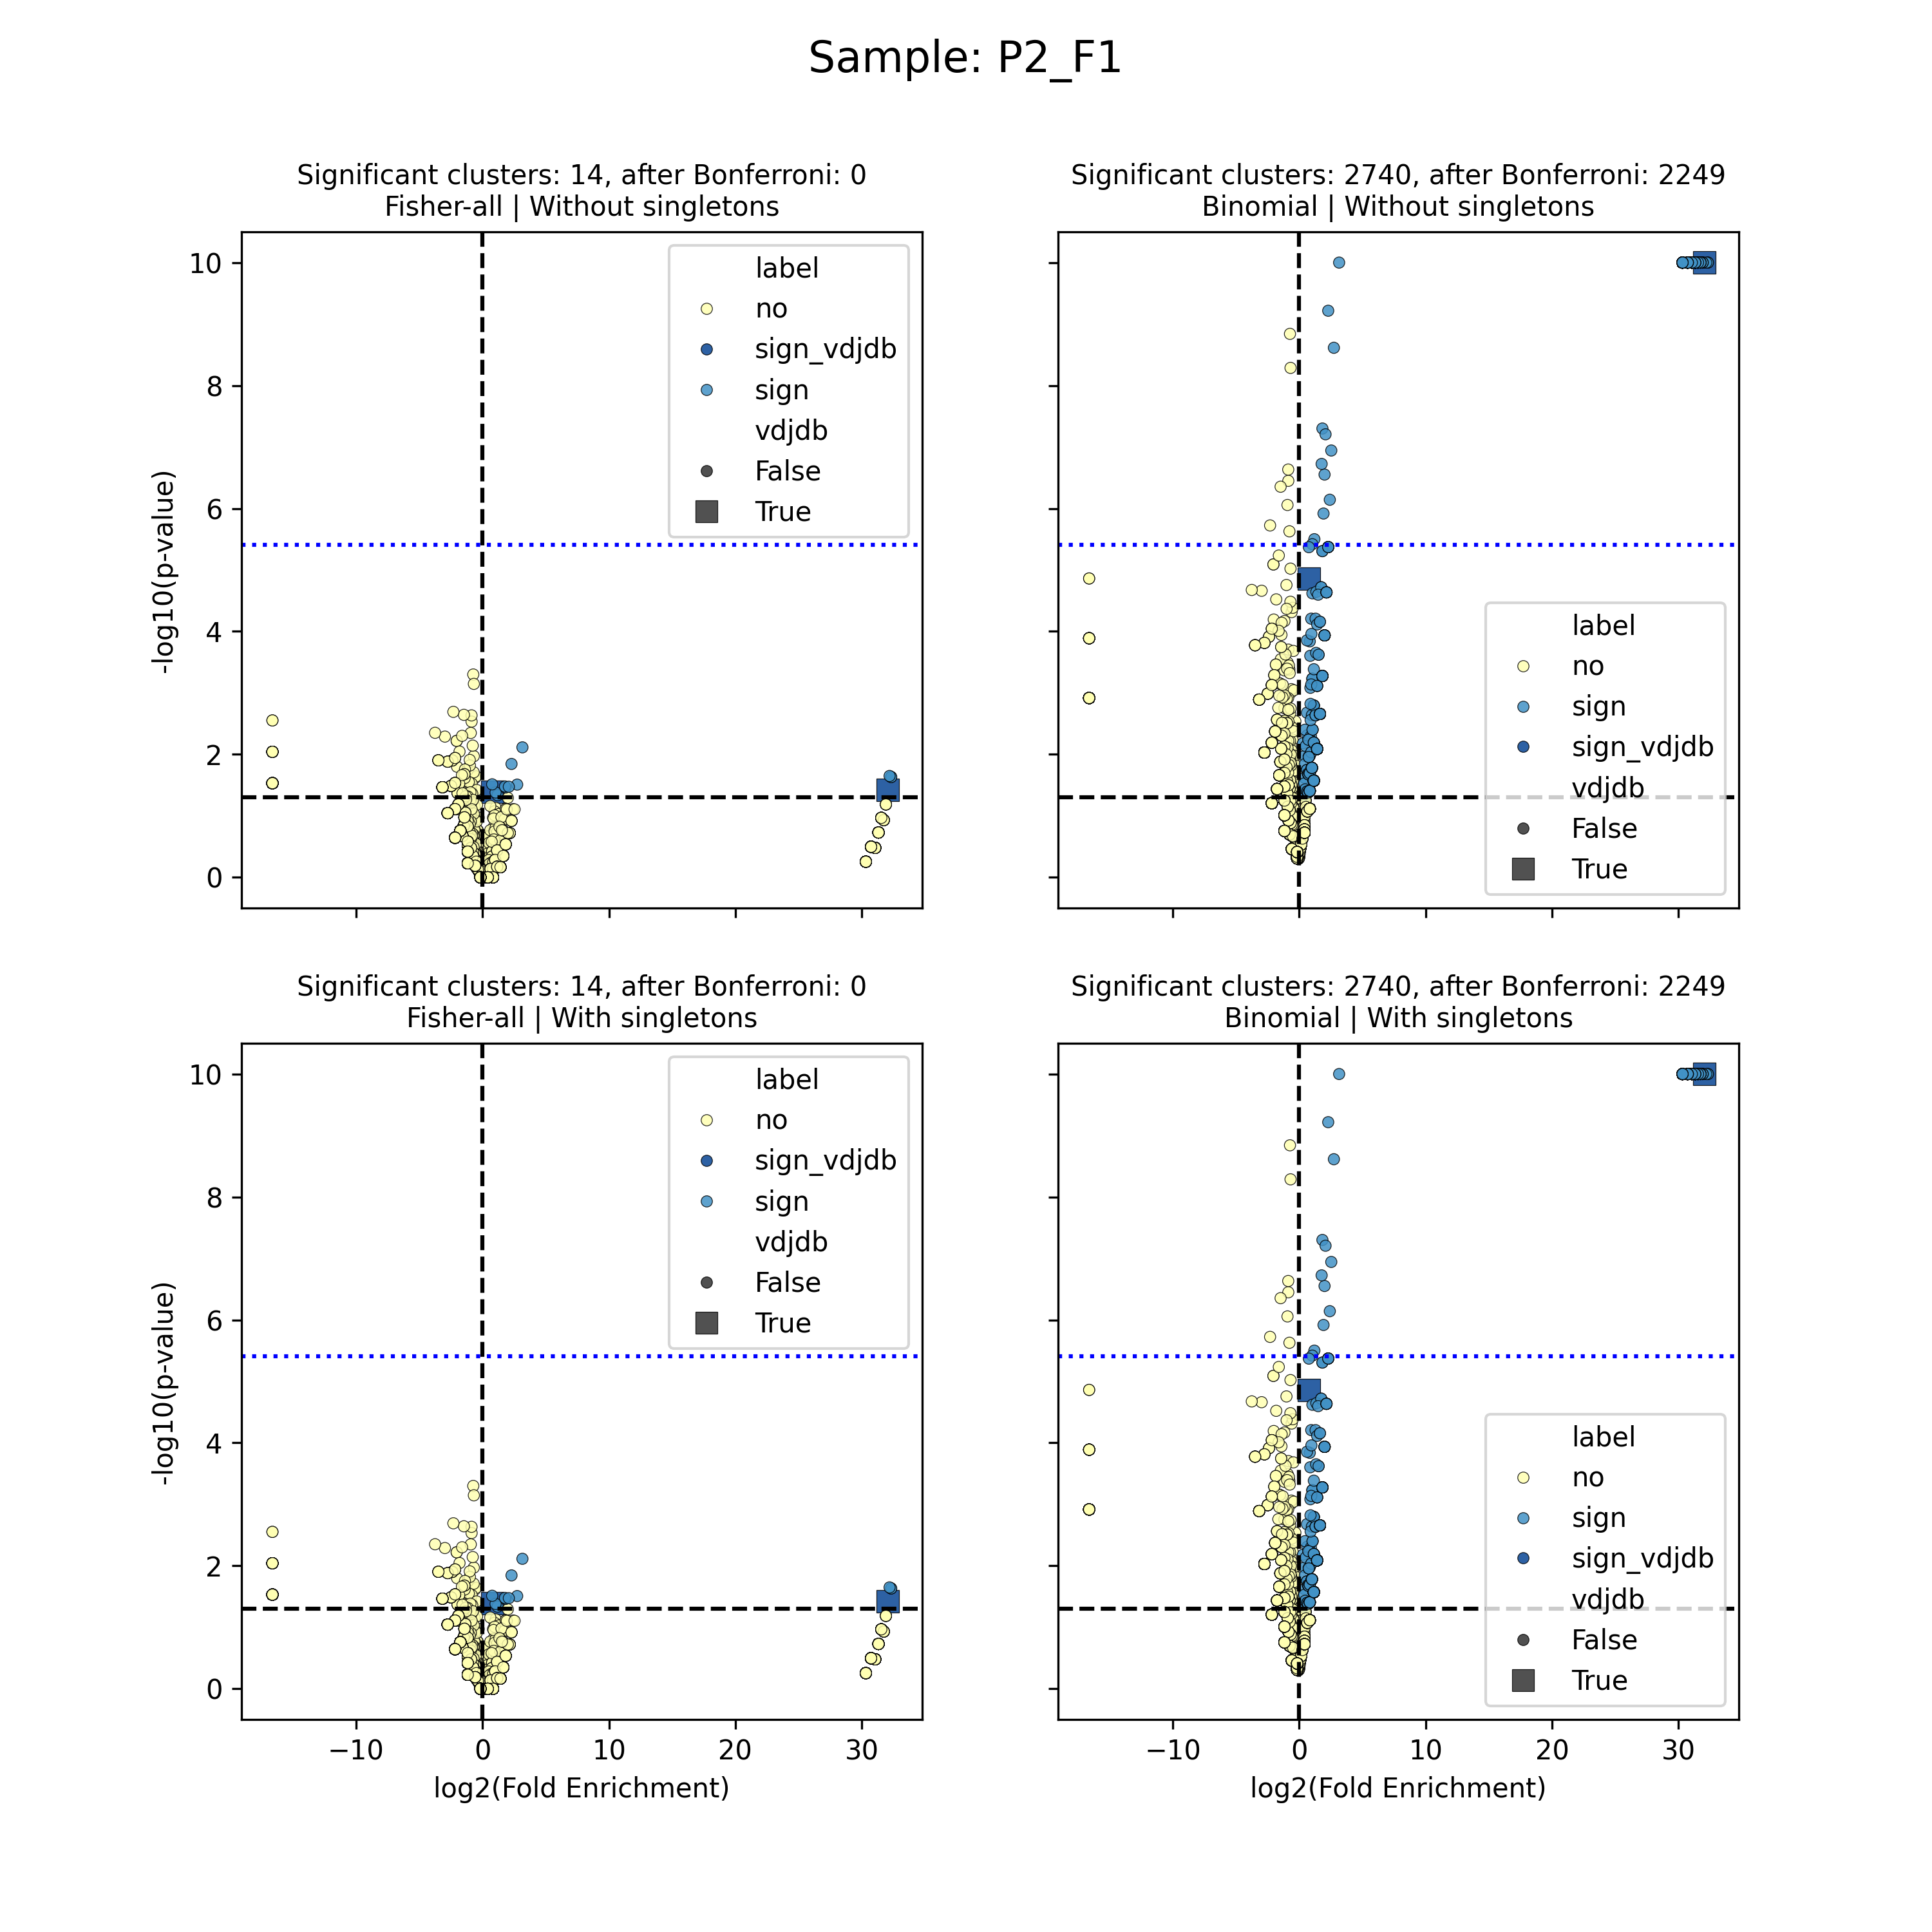 Sample: P2_F1
Significant clusters: 14, after Bonferroni: 0
Fisher-all | Without singletons
10
8
6
4
2
0
-log10(p-value)
label
no
sign_vdjdb
sign
vdjdb
False
True
Significant clusters: 2740, after Bonferroni: 2249
Binomial | Without singletons
label
no
sign
sign_vdjdb
vdjdb
False
True
Significant clusters: 14, after Bonferroni: 0
Fisher-all | With singletons
10
8
6
4
2
0
-log10(p-value)
label
no
sign_vdjdb
sign
vdjdb
False
True
−10
0
10
20
30
log2(Fold Enrichment)
Significant clusters: 2740, after Bonferroni: 2249
Binomial | With singletons
label
no
sign
sign_vdjdb
vdjdb
False
True
−10
0
10
20
30
log2(Fold Enrichment)